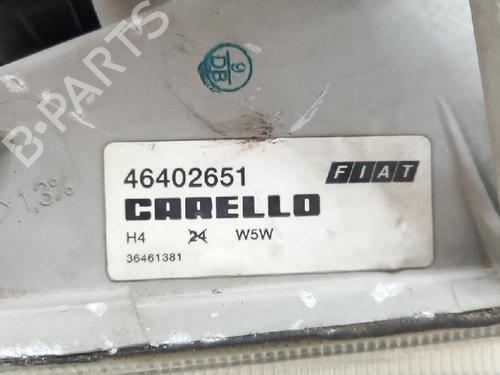 9
DB
B-PARTS
1,3%
46402651 FIAT
CARELLO
H4 24 W5W
36461381